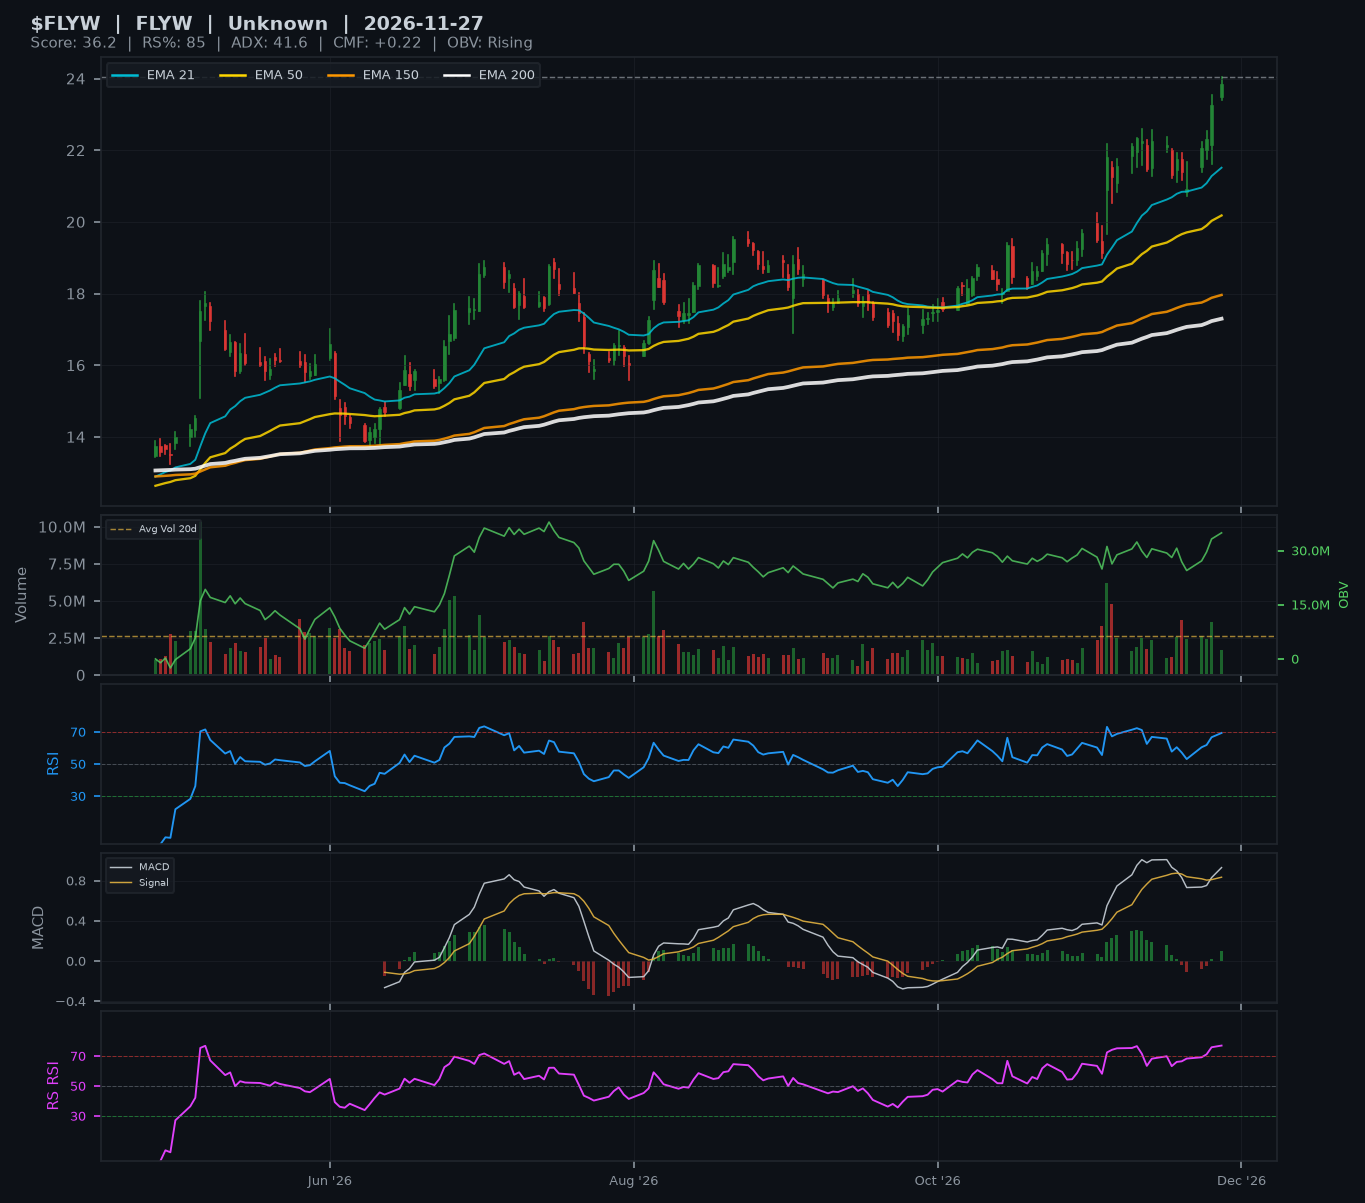 $FLYW | FLYW | Unknown | 2026-11-27
Score: 36.2 | RS%: 85 | ADX: 41.6 | CMF: +0.22 | OBV: Rising
EMA 21 EMA 50 EMA 150 EMA 200
24
22
20
18
16
14
Avg Vol 20d
10.0M
7.5M
5.0M
2.5M
0
Volume
30.0M
15.0M
0
OBV
70
50
30
RSI
MACD
Signal
0.8
0.4
0.0
−0.4
MACD
70
50
30
RS RSI
Jun '26 Aug '26 Oct '26 Dec '26